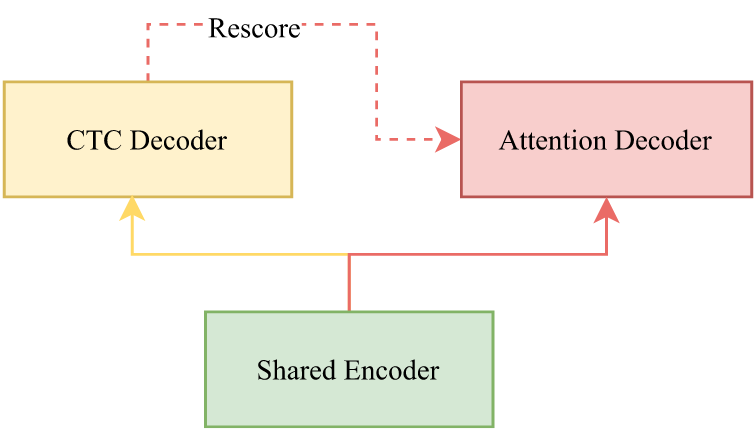 Rescore
CTC Decoder
Attention Decoder
Shared Encoder